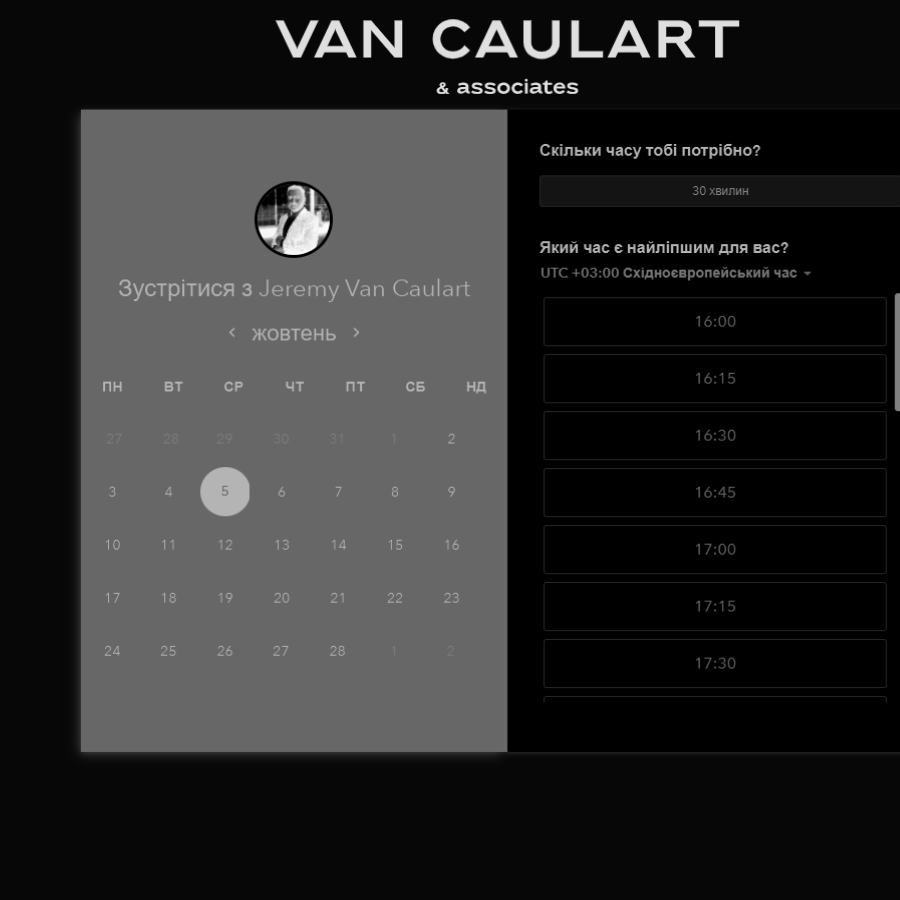 VAN CAULART
& associates
Зустрітися з Jeremy Van Caulart
жовтень
ПН ВТ СР ЧТ ПТ СБ НД
27 28 29 30 31 1 2
3 4 5 6 7 8 9
10 11 12 13 14 15 16
17 18 19 20 21 22 23
24 25 26 27 28 1 2
Скільки часу тобі потрібно?
30 хвилин
Який час є найліпшим для вас?
UTC +03:00 Східноєвропейський час
16:00
16:15
16:30
16:45
17:00
17:15
17:30